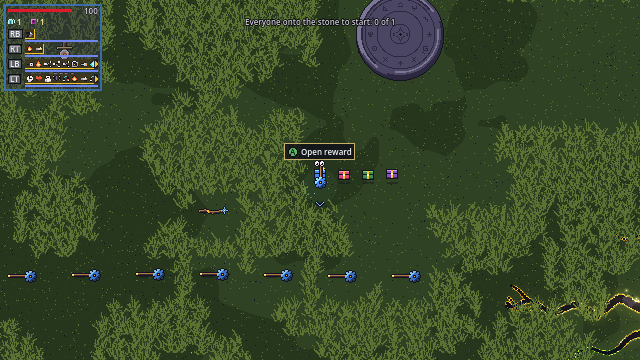 100
1 1
Everyone onto the stone to start: 0 of 1
RB
RT
LB
LT
A Open reward